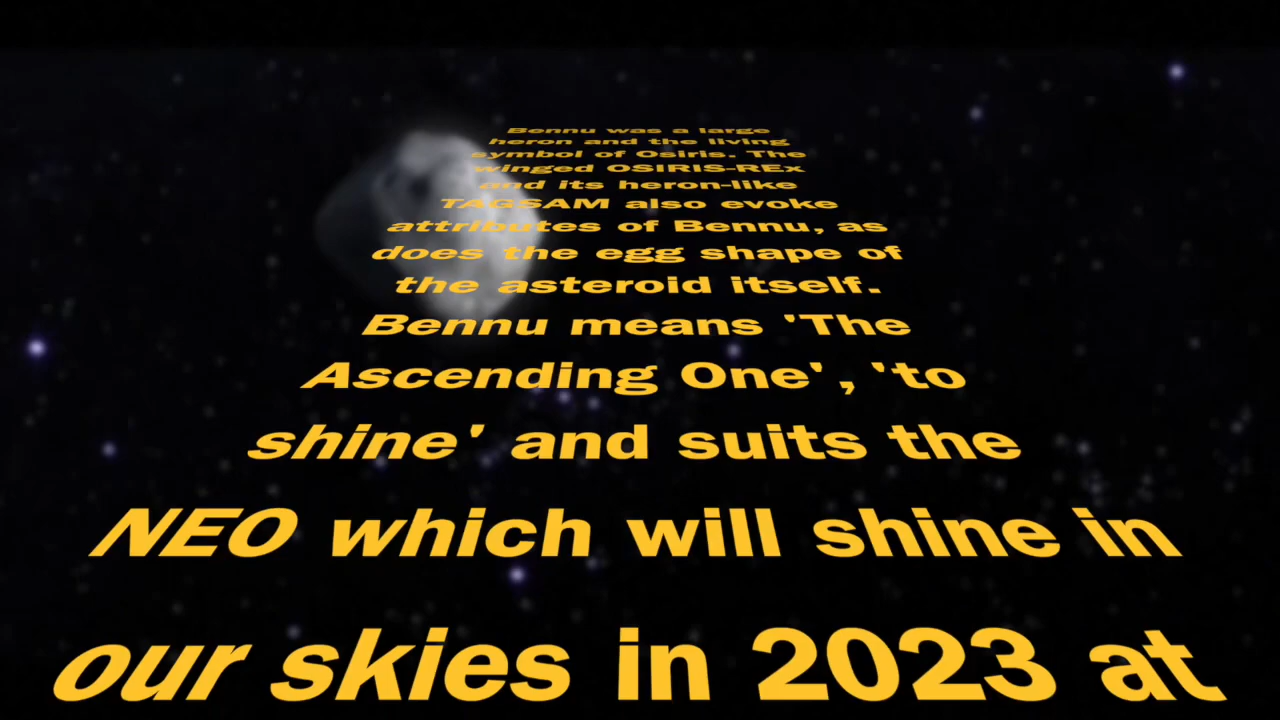 Bennu was a large
heron and the living
symbol of Osiris. The
winged OSIRIS-REx
and its heron-like
TAGSAM also evoke
attributes of Bennu, as
does the egg shape of
the asteroid itself.
Bennu means 'The
Ascending One', 'to
shine' and suits the
NEO which will shine in
our skies in 2023 at